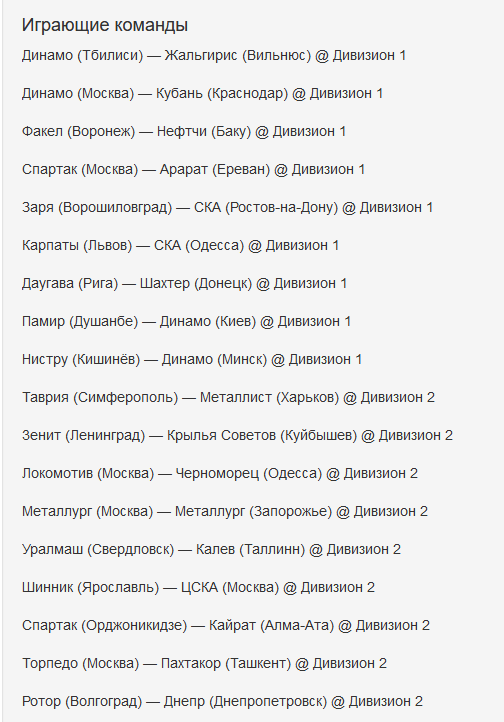 Играющие команды
Динамо (Тбилиси) — Жальгирис (Вильнюс) @ Дивизион 1
Динамо (Москва) — Кубань (Краснодар) @ Дивизион 1
Факел (Воронеж) — Нефтчи (Баку) @ Дивизион 1
Спартак (Москва) — Арарат (Ереван) @ Дивизион 1
Заря (Ворошиловград) — СКА (Ростов-на-Дону) @ Дивизион 1
Карпаты (Львов) — СКА (Одесса) @ Дивизион 1
Даугава (Рига) — Шахтер (Донецк) @ Дивизион 1
Памир (Душанбе) — Динамо (Киев) @ Дивизион 1
Нистру (Кишинёв) — Динамо (Минск) @ Дивизион 1
Таврия (Симферополь) — Металлист (Харьков) @ Дивизион 2
Зенит (Ленинград) — Крылья Советов (Куйбышев) @ Дивизион 2
Локомотив (Москва) — Черноморец (Одесса) @ Дивизион 2
Металлург (Москва) — Металлург (Запорожье) @ Дивизион 2
Уралмаш (Свердловск) — Калев (Таллинн) @ Дивизион 2
Шинник (Ярославль) — ЦСКА (Москва) @ Дивизион 2
Спартак (Орджоникидзе) — Кайрат (Алма-Ата) @ Дивизион 2
Торпедо (Москва) — Пахтакор (Ташкент) @ Дивизион 2
Ротор (Волгоград) — Днепр (Днепропетровск) @ Дивизион 2